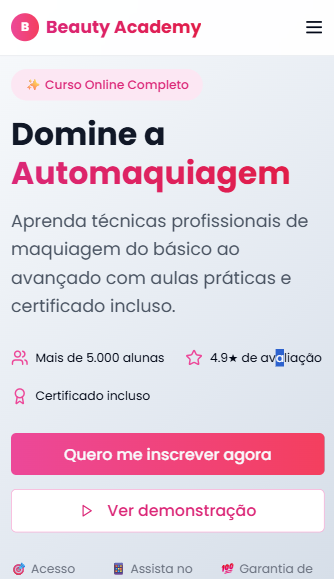 B Beauty Academy
✨ Curso Online Completo
Domine a
Automaquiagem
Aprenda técnicas profissionais de
maquiagem do básico ao
avançado com aulas práticas e
certificado incluso.
Mais de 5.000 alunas 4.9★ de avaliação
Certificado incluso
Quero me inscrever agora
Ver demonstração
🎯 Acesso 📱 Assista no 💯 Garantia de